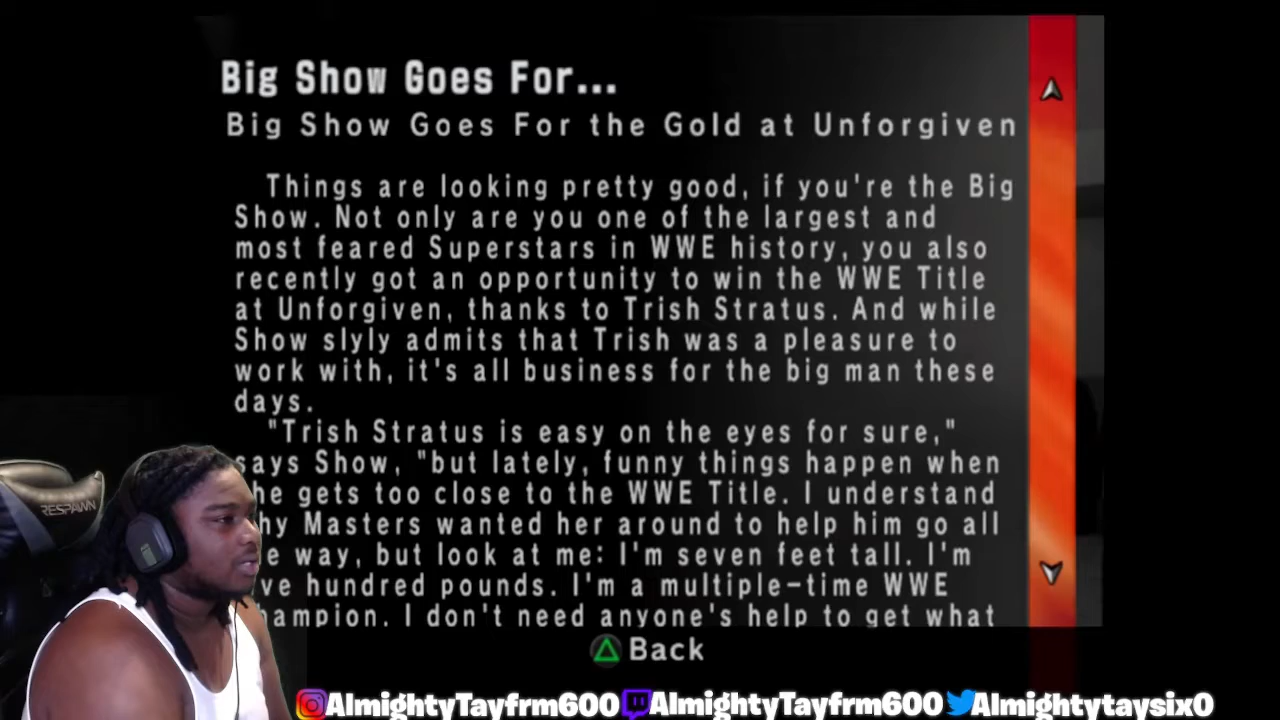 Big Show Goes For...
Big Show Goes For the Gold at Unforgiven
Things are looking pretty good, if you're the Big
Show. Not only are you one of the largest and
most feared Superstars in WWE history, you also
recently got an opportunity to win the WWE Title
at Unforgiven, thanks to Trish Stratus. And while
Show slyly admits that Trish was a pleasure to
work with, it's all business for the big man these
days.
"Trish Stratus is easy on the eyes for sure,"
says Show, "but lately, funny things happen when
he gets too close to the WWE Title. I understand
hy Masters wanted her around to help him go all
e way, but look at me: I'm seven feet tall. I'm
ve hundred pounds. I'm a multiple-time WWE
hampion. I don't need anyone's help to get what
Back
RESPAWN
AlmightyTayfrm600 AlmightyTayfrm600 Almightytaysix0